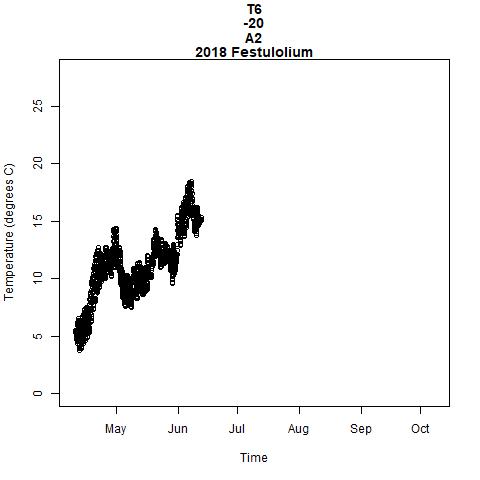 T6
-20
A2
2018 Festulolium
Temperature (degrees C)
25
20
15
10
5
0
May Jun Jul Aug Sep Oct
Time